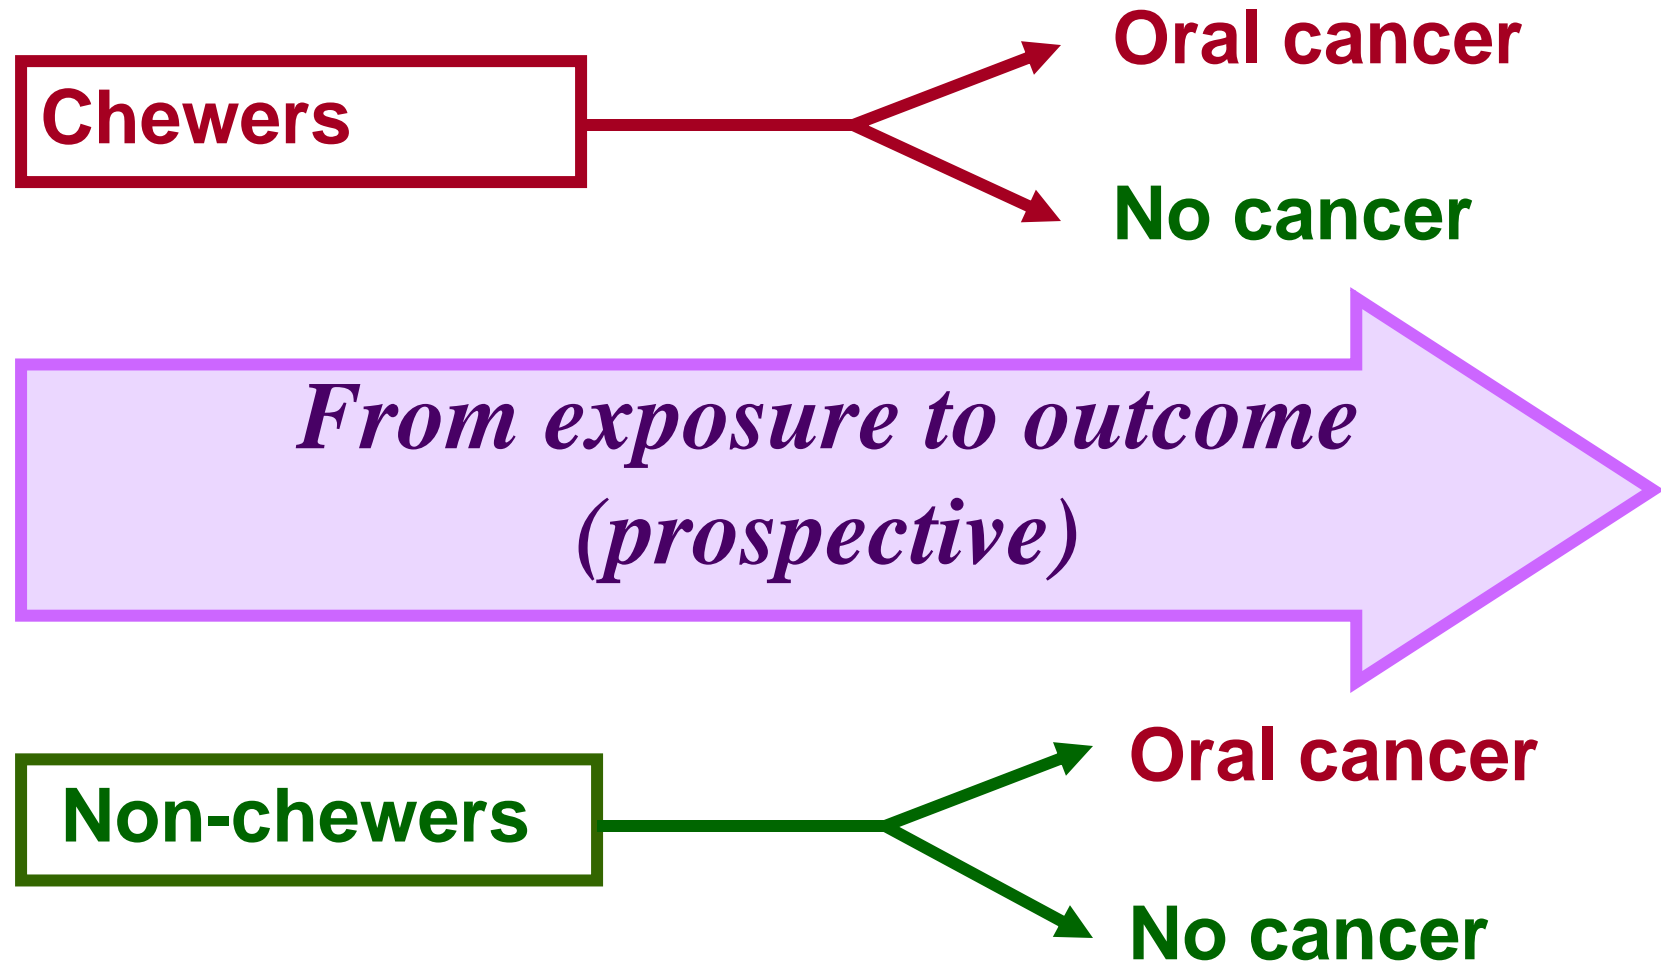 Oral cancer
Chewers
No cancer
From exposure to outcome
(prospective)
Oral cancer
Non-chewers
No cancer